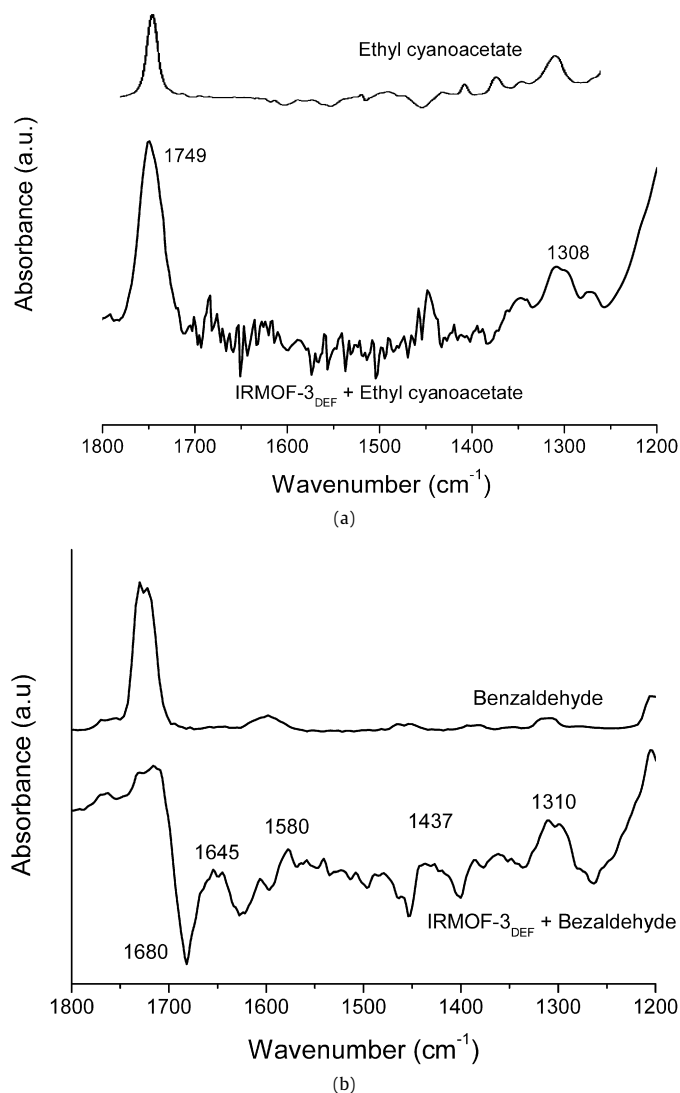 Ethyl cyanoacetate
1749
1308
IRMOF-3DEF + Ethyl cyanoacetate
Absorbance (a.u.)
1800 1700 1600 1500 1400 1300 1200
Wavenumber (cm-1)
(a)
Benzaldehyde
1310
1437
1580
1645
IRMOF-3DEF + Bezaldehyde
1680
Absorbance (a.u)
1800 1700 1600 1500 1400 1300 1200
Wavenumber (cm-1)
(b)